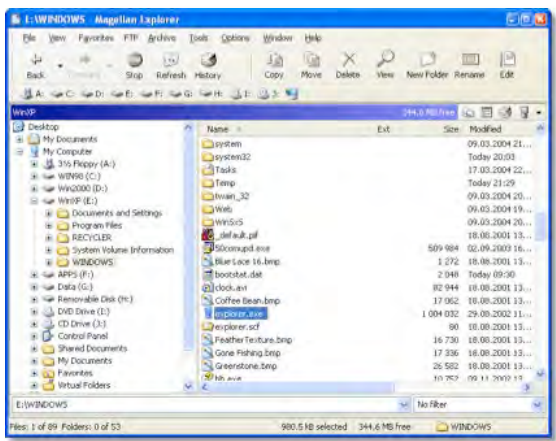 E:\WINDOWS - Magellan Explorer
File View Favorites FTP Archive Tools Options Window Help
Back Stop Refresh History Copy Move Delete View New Folder Rename Edit
A: C: D: E: F: G: H: I: J:
WinXP 344.6 MB free
Desktop
My Documents
My Computer
3½ Floppy (A:)
WIN98 (C:)
Win2000 (D:)
WinXP (E:)
Documents and Settings
Program Files
RECYCLER
System Volume Information
WINDOWS
APPS (F:)
Data (G:)
Removable Disk (H:)
DVD Drive (I:)
CD Drive (J:)
Control Panel
Shared Documents
My Documents
Favorites
Virtual Folders
Name Ext Size Modified
system 09.03.2004 21...
system32 Today 20:03
Tasks 17.03.2004 22...
Temp Today 21:29
twain_32 09.03.2004 19...
Web 09.03.2004 19...
WinSxS 09.03.2004 20...
_default.pif 18.08.2001 13...
50comupd.exe 509 984 02.09.2003 16...
Blue Lace 16.bmp 1 272 18.08.2001 13...
bootstat.dat 2 048 Today 09:30
clock.avi 82 944 18.08.2001 13...
Coffee Bean.bmp 17 062 18.08.2001 13...
explorer.exe 1 004 032 29.08.2002 11...
explorer.scf 80 18.08.2001 13...
FeatherTexture.bmp 16 730 18.08.2001 13...
Gone Fishing.bmp 17 336 18.08.2001 13...
Greenstone.bmp 26 582 18.08.2001 13...
hh.exe 10 752 09.11.2002 13
E:\WINDOWS No filter
Files: 1 of 89 Folders: 0 of 53 980.5 kB selected 344.6 MB free WINDOWS